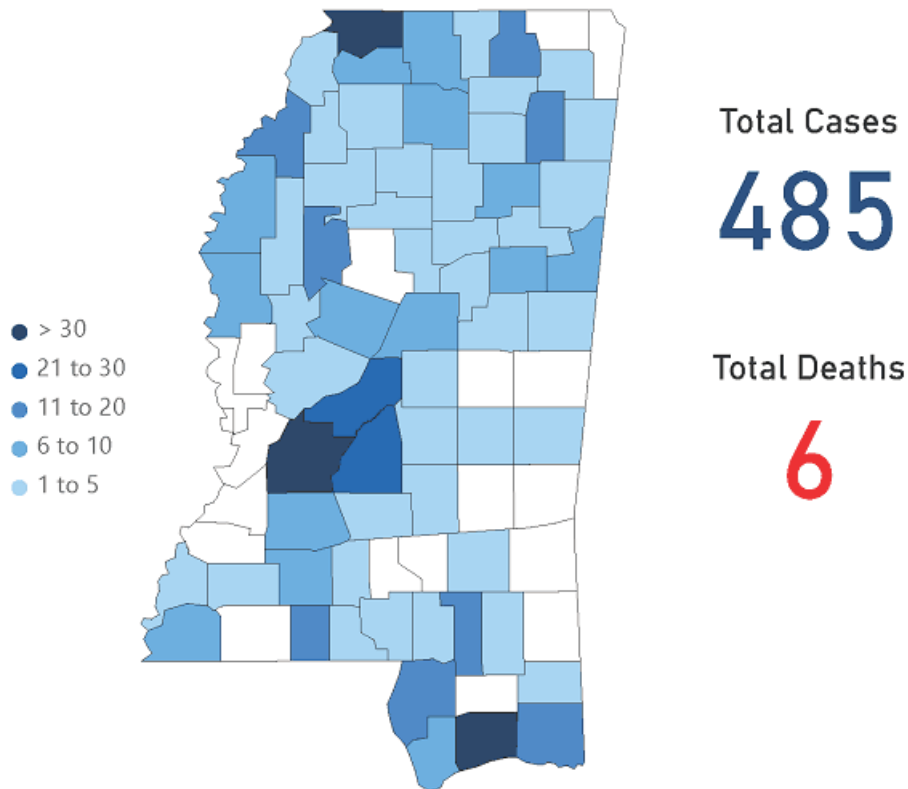 Total Cases
485
> 30
21 to 30
11 to 20
6 to 10
1 to 5
Total Deaths
6